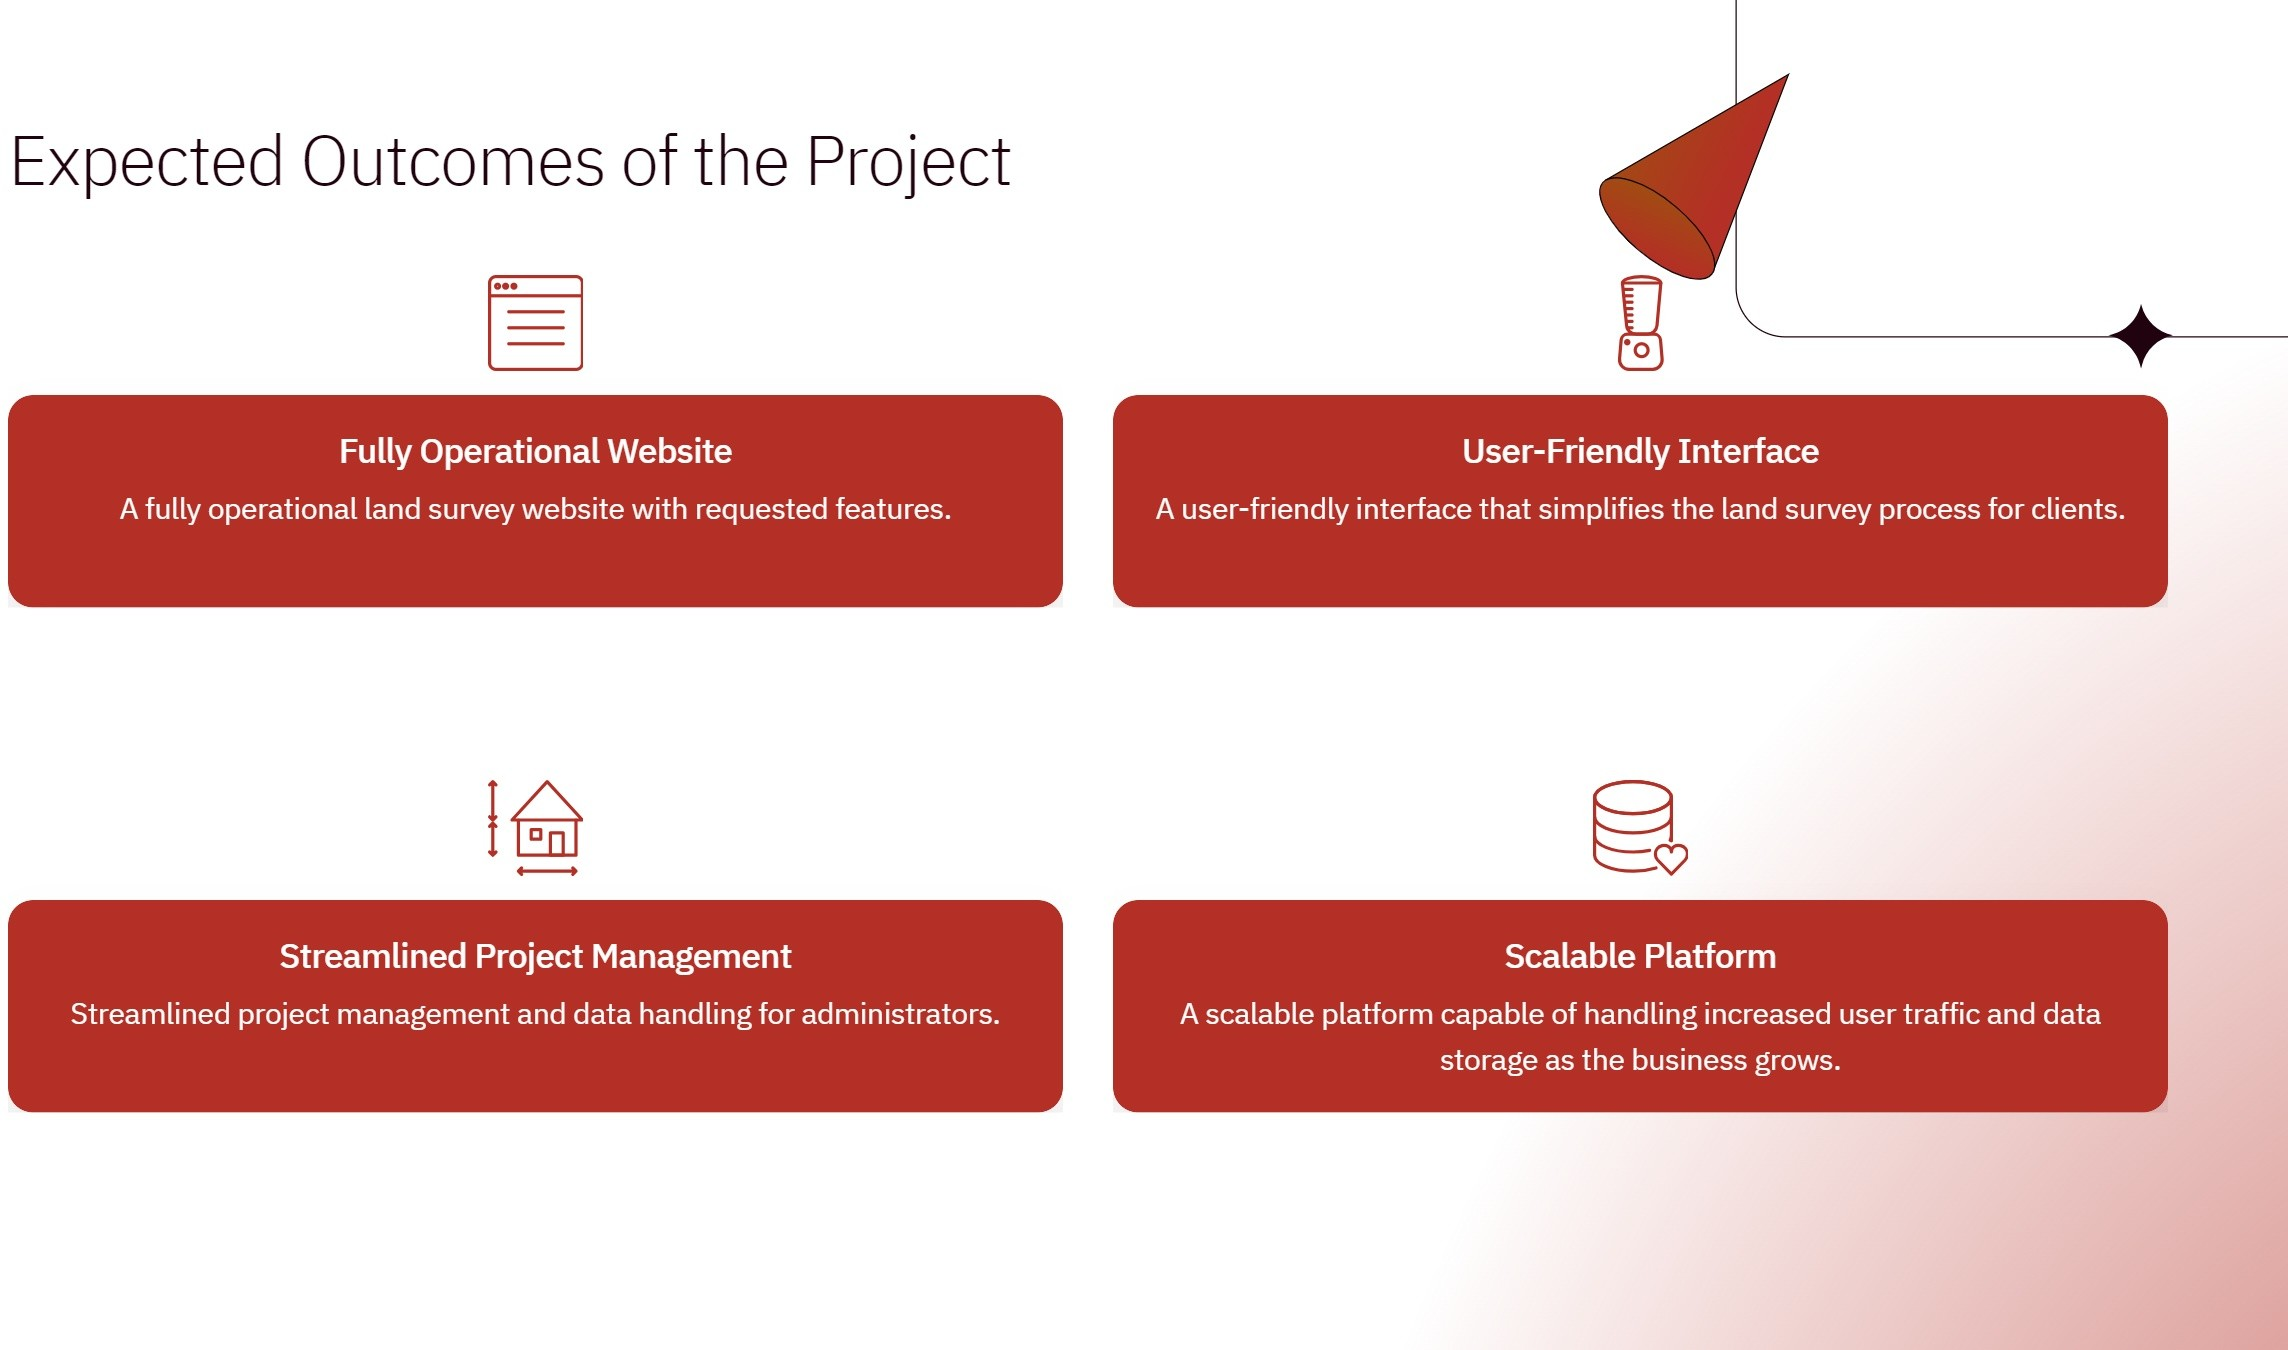 Expected Outcomes of the Project
Fully Operational Website
A fully operational land survey website with requested features.
User-Friendly Interface
A user-friendly interface that simplifies the land survey process for clients.
Streamlined Project Management
Streamlined project management and data handling for administrators.
Scalable Platform
A scalable platform capable of handling increased user traffic and data
storage as the business grows.